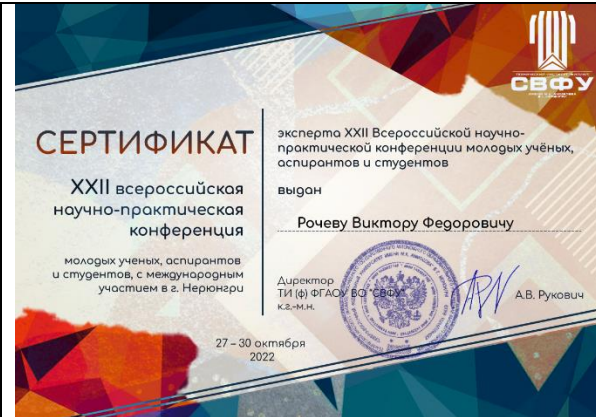 СВФУ
СЕРТИФИКАТ
XXII всероссийская
научно-практическая
конференция
молодых ученых, аспирантов
и студентов, с международным
участием в г. Нерюнгри
27 – 30 октября
2022
эксперта XXII Всероссийской научно-
практической конференции молодых учёных,
аспирантов и студентов
выдан
Рочеву Виктору Федоровичу
Директор
ТИ (ф) ФГАОУ ВО "СВФУ",
к.г.-м.н.
А.В. Рукович